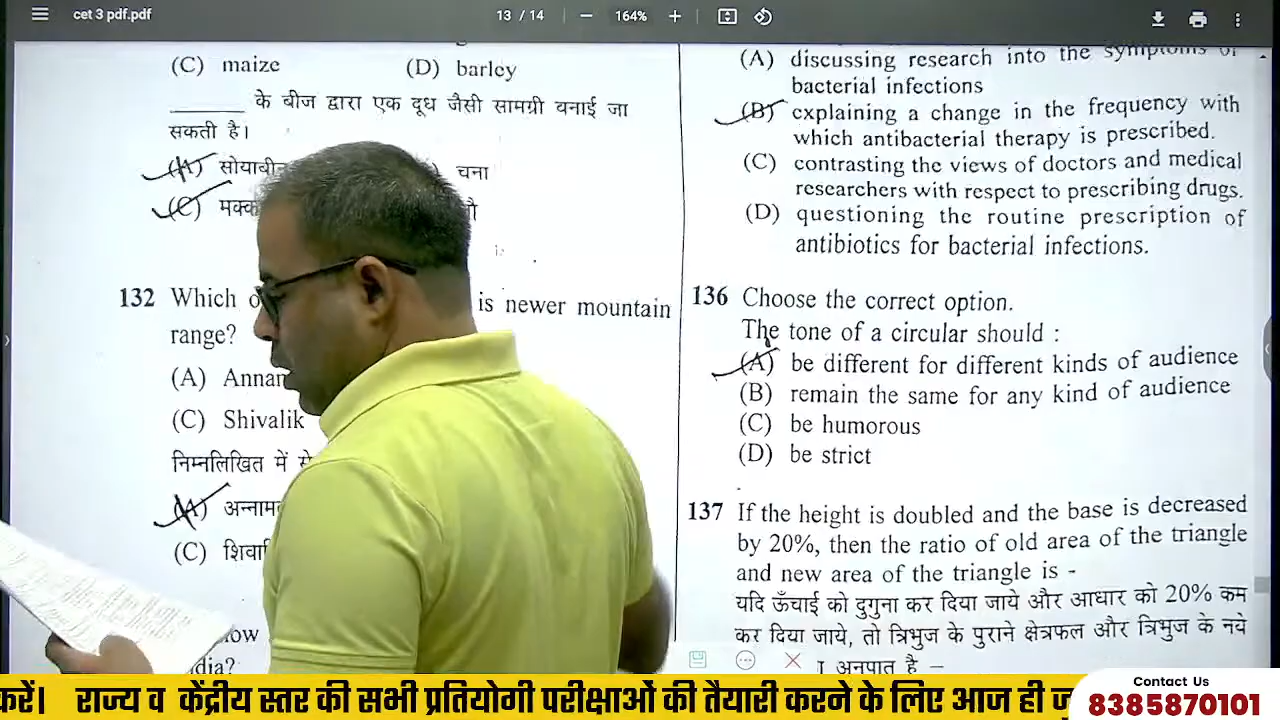 cet 3 pdf.pdf
13 / 14
164%
(C) maize (D) barley
के बीज द्वारा एक दूध जैसी सामग्री बनाई जा
सकती है।
(A) सोयाबीन चना
(C) मक्क
132 Which is newer mountain
range?
(A) Annam
(C) Shivalik
निम्नलिखित में से
(A) अन्नाम
(C) शिवा
(A) discussing research into the symptoms of
bacterial infections
(B) explaining a change in the frequency with
which antibacterial therapy is prescribed.
(C) contrasting the views of doctors and medical
researchers with respect to prescribing drugs.
(D) questioning the routine prescription of
antibiotics for bacterial infections.
136 Choose the correct option.
The tone of a circular should :
(A) be different for different kinds of audience
(B) remain the same for any kind of audience
(C) be humorous
(D) be strict
137 If the height is doubled and the base is decreased
by 20%, then the ratio of old area of the triangle
and new area of the triangle is -
यदि ऊँचाई को दुगुना कर दिया जाये और आधार को 20% कम
कर दिया जाये, तो त्रिभुज के पुराने क्षेत्रफल और त्रिभुज के नये
अनुपात है –
करें। राज्य व केंद्रीय स्तर की सभी प्रतियोगी परीक्षाओं की तैयारी करने के लिए आज ही
Contact Us
8385870101